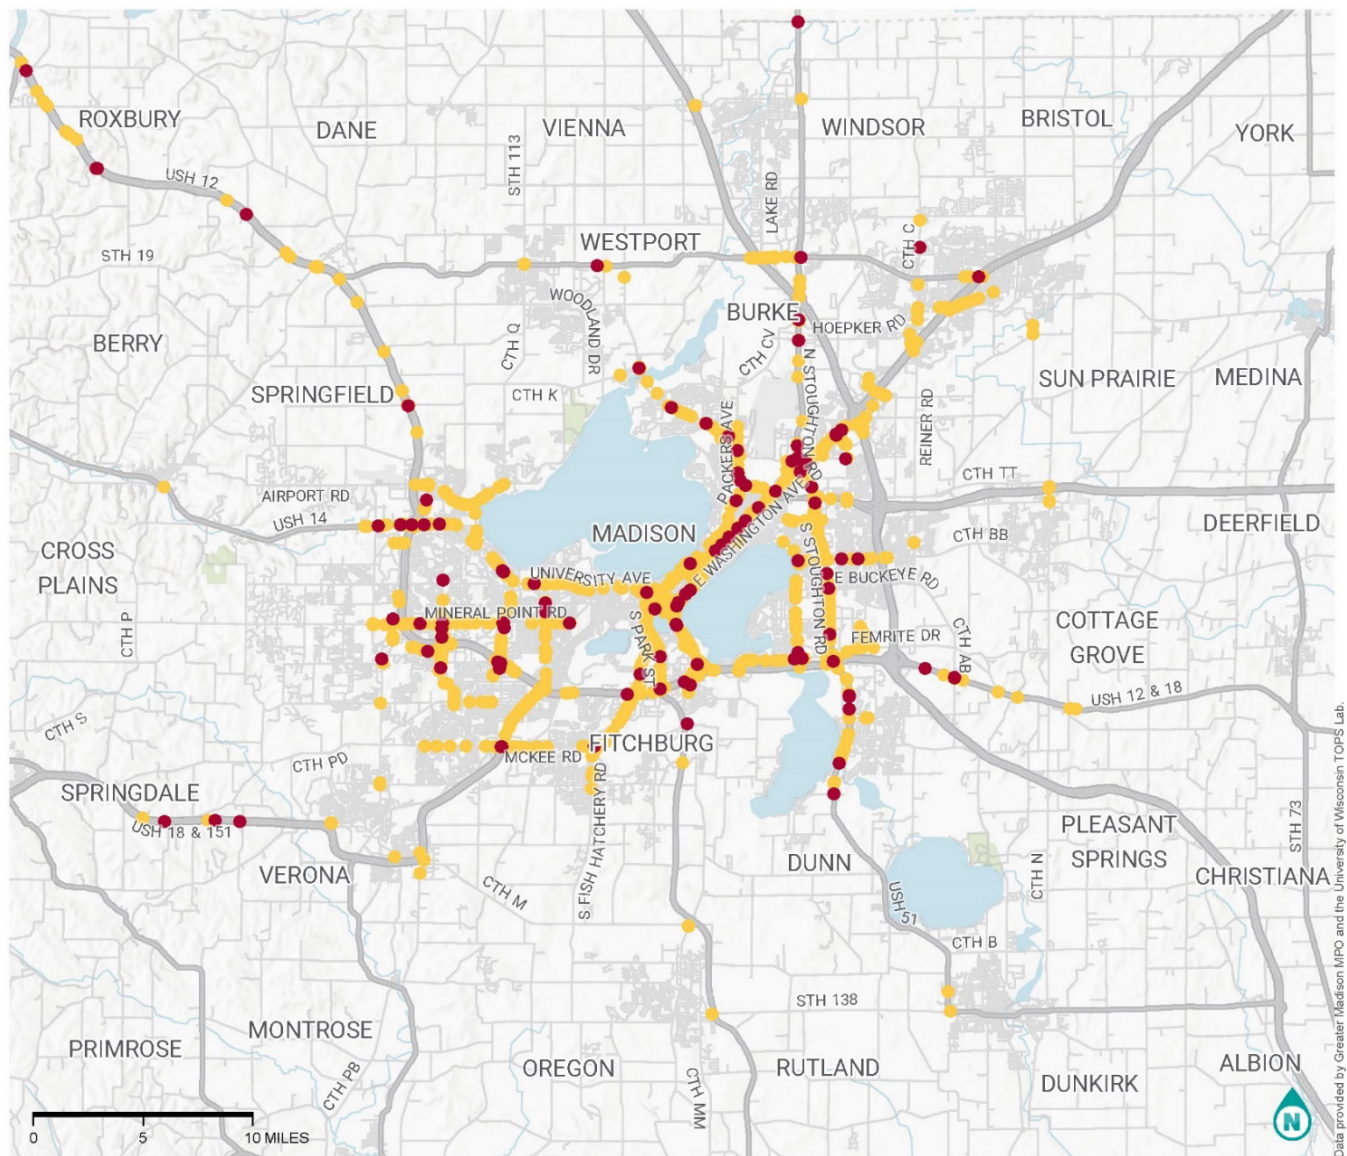 ROXBURY
DANE
VIENNA
WINDSOR
BRISTOL
YORK
USH 12
STH 113
LAKE RD
STH 19
WESTPORT
CTH C
WOODLAND DR
BURKE
HOEPKER RD
BERRY
CTH Q
CTH CV
N STOUGHTON RD
SPRINGFIELD
CTH K
SUN PRAIRIE
MEDINA
PACKERS AVE
REINER RD
AIRPORT RD
CTH TT
USH 14
MADISON
E WASHINGTON AVE
DEERFIELD
CROSS
PLAINS
CTH BB
UNIVERSITY AVE
S STOUGHTON RD
E BUCKEYE RD
MINERAL POINT RD
CTH P
S PARK ST
FEMRITE DR
CTH AB
COTTAGE
GROVE
USH 12 & 18
CTH S
CTH PD
MCKEE RD
FITCHBURG
SPRINGDALE
USH 18 & 151
S FISH HATCHERY RD
STH 73
PLEASANT
SPRINGS
VERONA
DUNN
CTH M
CTH N
CHRISTIANA
USH 51
CTH B
STH 138
MONTROSE
PRIMROSE
CTH PB
OREGON
CTH MM
RUTLAND
DUNKIRK
ALBION
N
0 5 10 MILES
Data provided by Greater Madison MPO and the University of Wisconsin TOPS Lab.